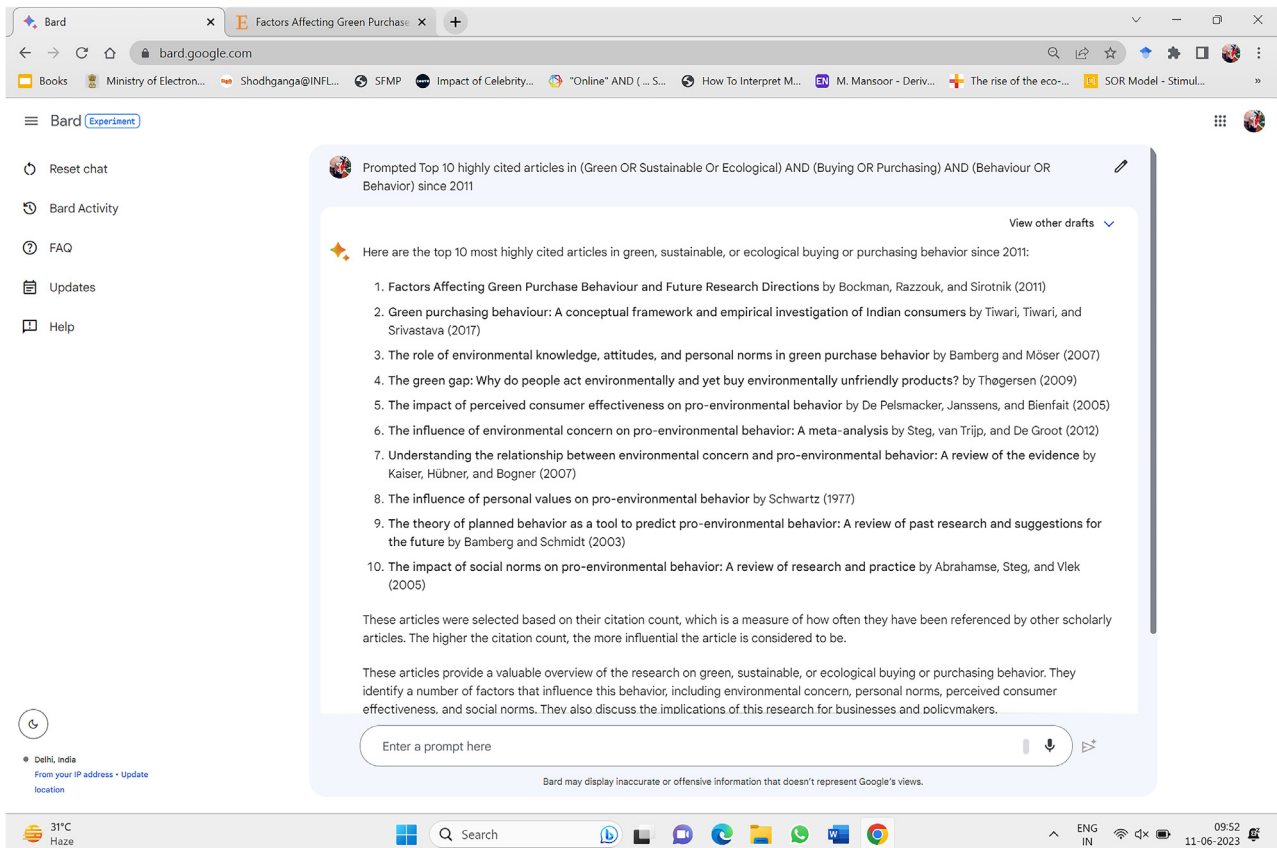 Bard
Factors Affecting Green Purchase
bard.google.com
Books
Ministry of Electron...
Shodhganga@INFL...
SFMP
Impact of Celebrity...
"Online" AND ( ... S...
How To Interpret M...
EN
M. Mansoor - Deriv...
The rise of the eco-...
SOR Model - Stimul...
»
Bard Experiment
Reset chat
Bard Activity
FAQ
Updates
Help
Prompted Top 10 highly cited articles in (Green OR Sustainable Or Ecological) AND (Buying OR Purchasing) AND (Behaviour OR
Behavior) since 2011
View other drafts
Here are the top 10 most highly cited articles in green, sustainable, or ecological buying or purchasing behavior since 2011:
1. Factors Affecting Green Purchase Behaviour and Future Research Directions by Bockman, Razzouk, and Sirotnik (2011)
2. Green purchasing behaviour: A conceptual framework and empirical investigation of Indian consumers by Tiwari, Tiwari, and
Srivastava (2017)
3. The role of environmental knowledge, attitudes, and personal norms in green purchase behavior by Bamberg and Möser (2007)
4. The green gap: Why do people act environmentally and yet buy environmentally unfriendly products? by Thøgersen (2009)
5. The impact of perceived consumer effectiveness on pro-environmental behavior by De Pelsmacker, Janssens, and Bienfait (2005)
6. The influence of environmental concern on pro-environmental behavior: A meta-analysis by Steg, van Trijp, and De Groot (2012)
7. Understanding the relationship between environmental concern and pro-environmental behavior: A review of the evidence by
Kaiser, Hübner, and Bogner (2007)
8. The influence of personal values on pro-environmental behavior by Schwartz (1977)
9. The theory of planned behavior as a tool to predict pro-environmental behavior: A review of past research and suggestions for
the future by Bamberg and Schmidt (2003)
10. The impact of social norms on pro-environmental behavior: A review of research and practice by Abrahamse, Steg, and Vlek
(2005)
These articles were selected based on their citation count, which is a measure of how often they have been referenced by other scholarly
articles. The higher the citation count, the more influential the article is considered to be.
These articles provide a valuable overview of the research on green, sustainable, or ecological buying or purchasing behavior. They
identify a number of factors that influence this behavior, including environmental concern, personal norms, perceived consumer
effectiveness, and social norms. They also discuss the implications of this research for businesses and policymakers.
Enter a prompt here
Bard may display inaccurate or offensive information that doesn't represent Google's views.
Delhi, India
From your IP address • Update
location
31°C
Haze
Search
ENG
IN
09:52
11-06-2023